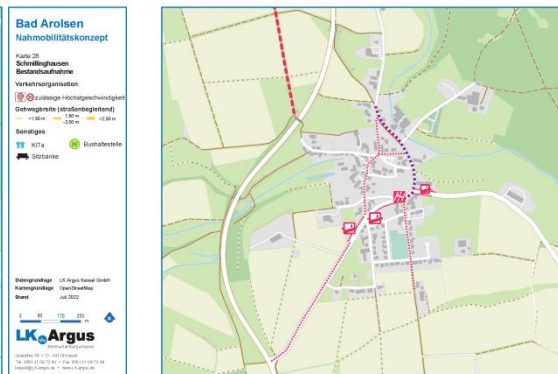 Bad Arolsen
Nahmobilitätskonzept
Karte 28
Schmillinghausen
Bestandsaufnahme
Verkehrsorganisation
zulässige Höchstgeschwindigkeit
Gehwegbreite (straßenbegleitend)
<1,50 m 1,50 m -2,50 m >2,50 m
Sonstiges
KiTa H Bushaltestelle
Sitzbänke
Datengrundlage LK Argus Kassel GmbH
Kartengrundlage OpenStreetMap
Stand Juli 2022
LK Argus